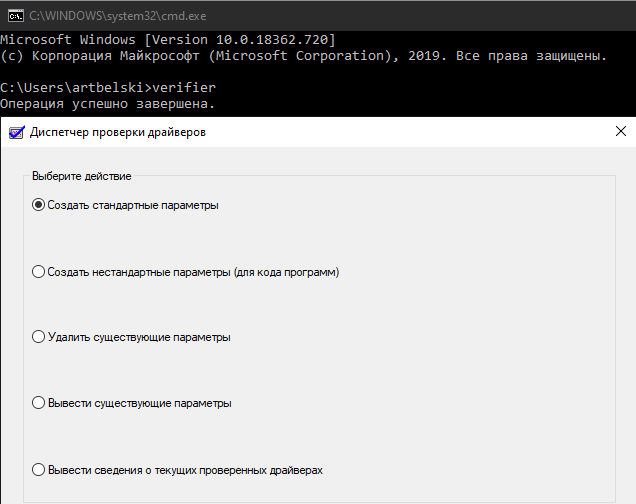 C:\WINDOWS\system32\cmd.exe
Microsoft Windows [Version 10.0.18362.720]
(c) Корпорация Майкрософт (Microsoft Corporation), 2019. Все права защищены.
C:\Users\artbelski>verifier
Операция успешно завершена.
Диспетчер проверки драйверов
Выберите действие
Создать стандартные параметры
Создать нестандартные параметры (для кода программ)
Удалить существующие параметры
Вывести существующие параметры
Вывести сведения о текущих проверенных драйверах